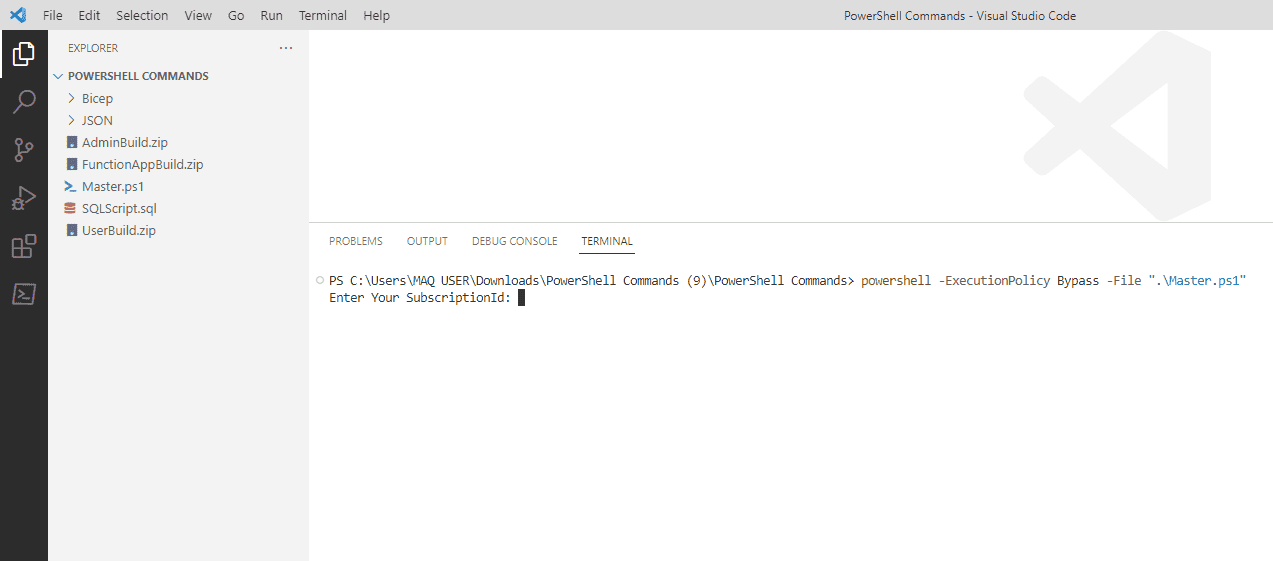 File Edit Selection View Go Run Terminal Help PowerShell Commands - Visual Studio Code
EXPLORER ...
POWERSHELL COMMANDS
Bicep
JSON
AdminBuild.zip
FunctionAppBuild.zip
Master.ps1
SQLScript.sql
UserBuild.zip
PROBLEMS OUTPUT DEBUG CONSOLE TERMINAL
PS C:\Users\MAQ USER\Downloads\PowerShell Commands (9)\PowerShell Commands> powershell -ExecutionPolicy Bypass -File ".\Master.ps1"
Enter Your SubscriptionId: